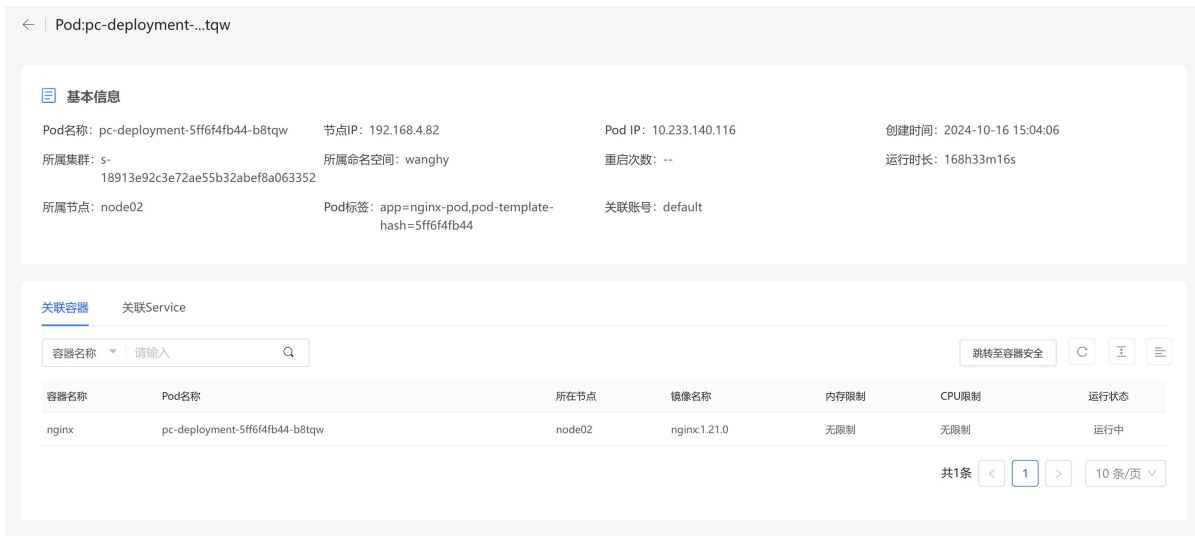 Pod:pc-deployment-...tqw
基本信息
Pod名称：pc-deployment-5ff6f4fb44-b8tqw 节点IP：192.168.4.82 Pod IP：10.233.140.116 创建时间：2024-10-16 15:04:06
所属集群：s- 所属命名空间：wanghy 重启次数：-- 运行时长：168h33m16s
18913e92c3e72ae55b32abef8a063352
所属节点：node02 Pod标签：app=nginx-pod,pod-template- 关联账号：default
hash=5ff6f4fb44
关联容器 关联Service
容器名称 请输入 跳转至容器安全
容器名称 Pod名称 所在节点 镜像名称 内存限制 CPU限制 运行状态
nginx pc-deployment-5ff6f4fb44-b8tqw node02 nginx:1.21.0 无限制 无限制 运行中
共1条 < 1 > 10 条/页